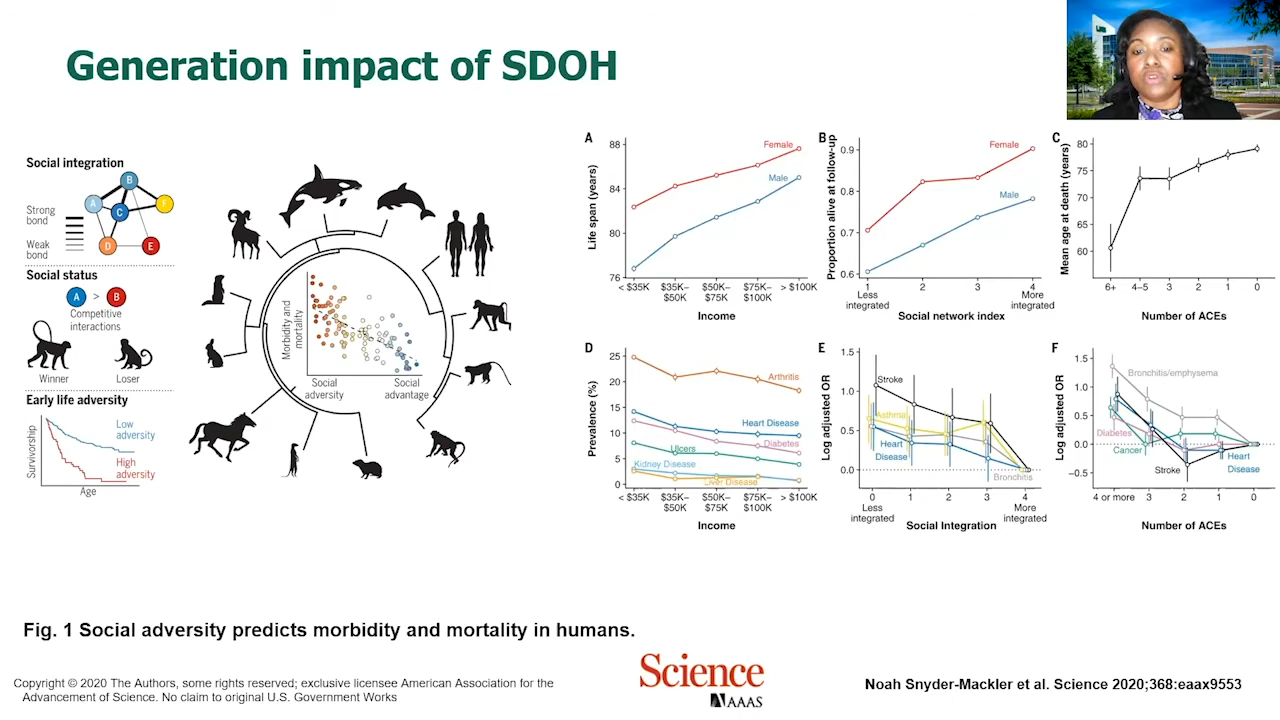 Generation impact of SDOH
Social integration
Strong
bond
Weak
bond
A
B
C
D
E
F
Social status
A > B
Competitive
interactions
Winner
Loser
Early life adversity
Low
adversity
High
adversity
Survivorship
Age
Morbidity and
mortality
Social
adversity
Social
advantage
A
Life span (years)
88
84
80
76
Female
Male
< $35K
$35K–
$50K
$50K–
$75K
$75K–
$100K
> $100K
Income
B
Proportion alive at follow-up
0.9
0.8
0.7
0.6
Female
Male
1
2
3
4
Less
integrated
More
integrated
Social network index
C
Mean age at death (years)
80
75
70
65
60
6+
4–5
3
2
1
0
Number of ACEs
D
Prevalence (%)
25
20
15
10
5
0
Arthritis
Heart Disease
Diabetes
Ulcers
Kidney Disease
Liver Disease
< $35K
$35K–
$50K
$50K–
$75K
$75K–
$100K
> $100K
Income
E
Log adjusted OR
1.5
1.0
0.5
0.0
Stroke
Asthma
Heart
Disease
Bronchitis
0
1
2
3
4
Less
integrated
More
integrated
Social Integration
F
Log adjusted OR
1.5
1.0
0.5
0.0
−0.5
Bronchitis/emphysema
Diabetes
Cancer
Stroke
Heart
Disease
4 or more
3
2
1
0
Number of ACEs
Fig. 1 Social adversity predicts morbidity and mortality in humans.
Copyright © 2020 The Authors, some rights reserved; exclusive licensee American Association for the
Advancement of Science. No claim to original U.S. Government Works
Science
AAAS
Noah Snyder-Mackler et al. Science 2020;368:eaax9553